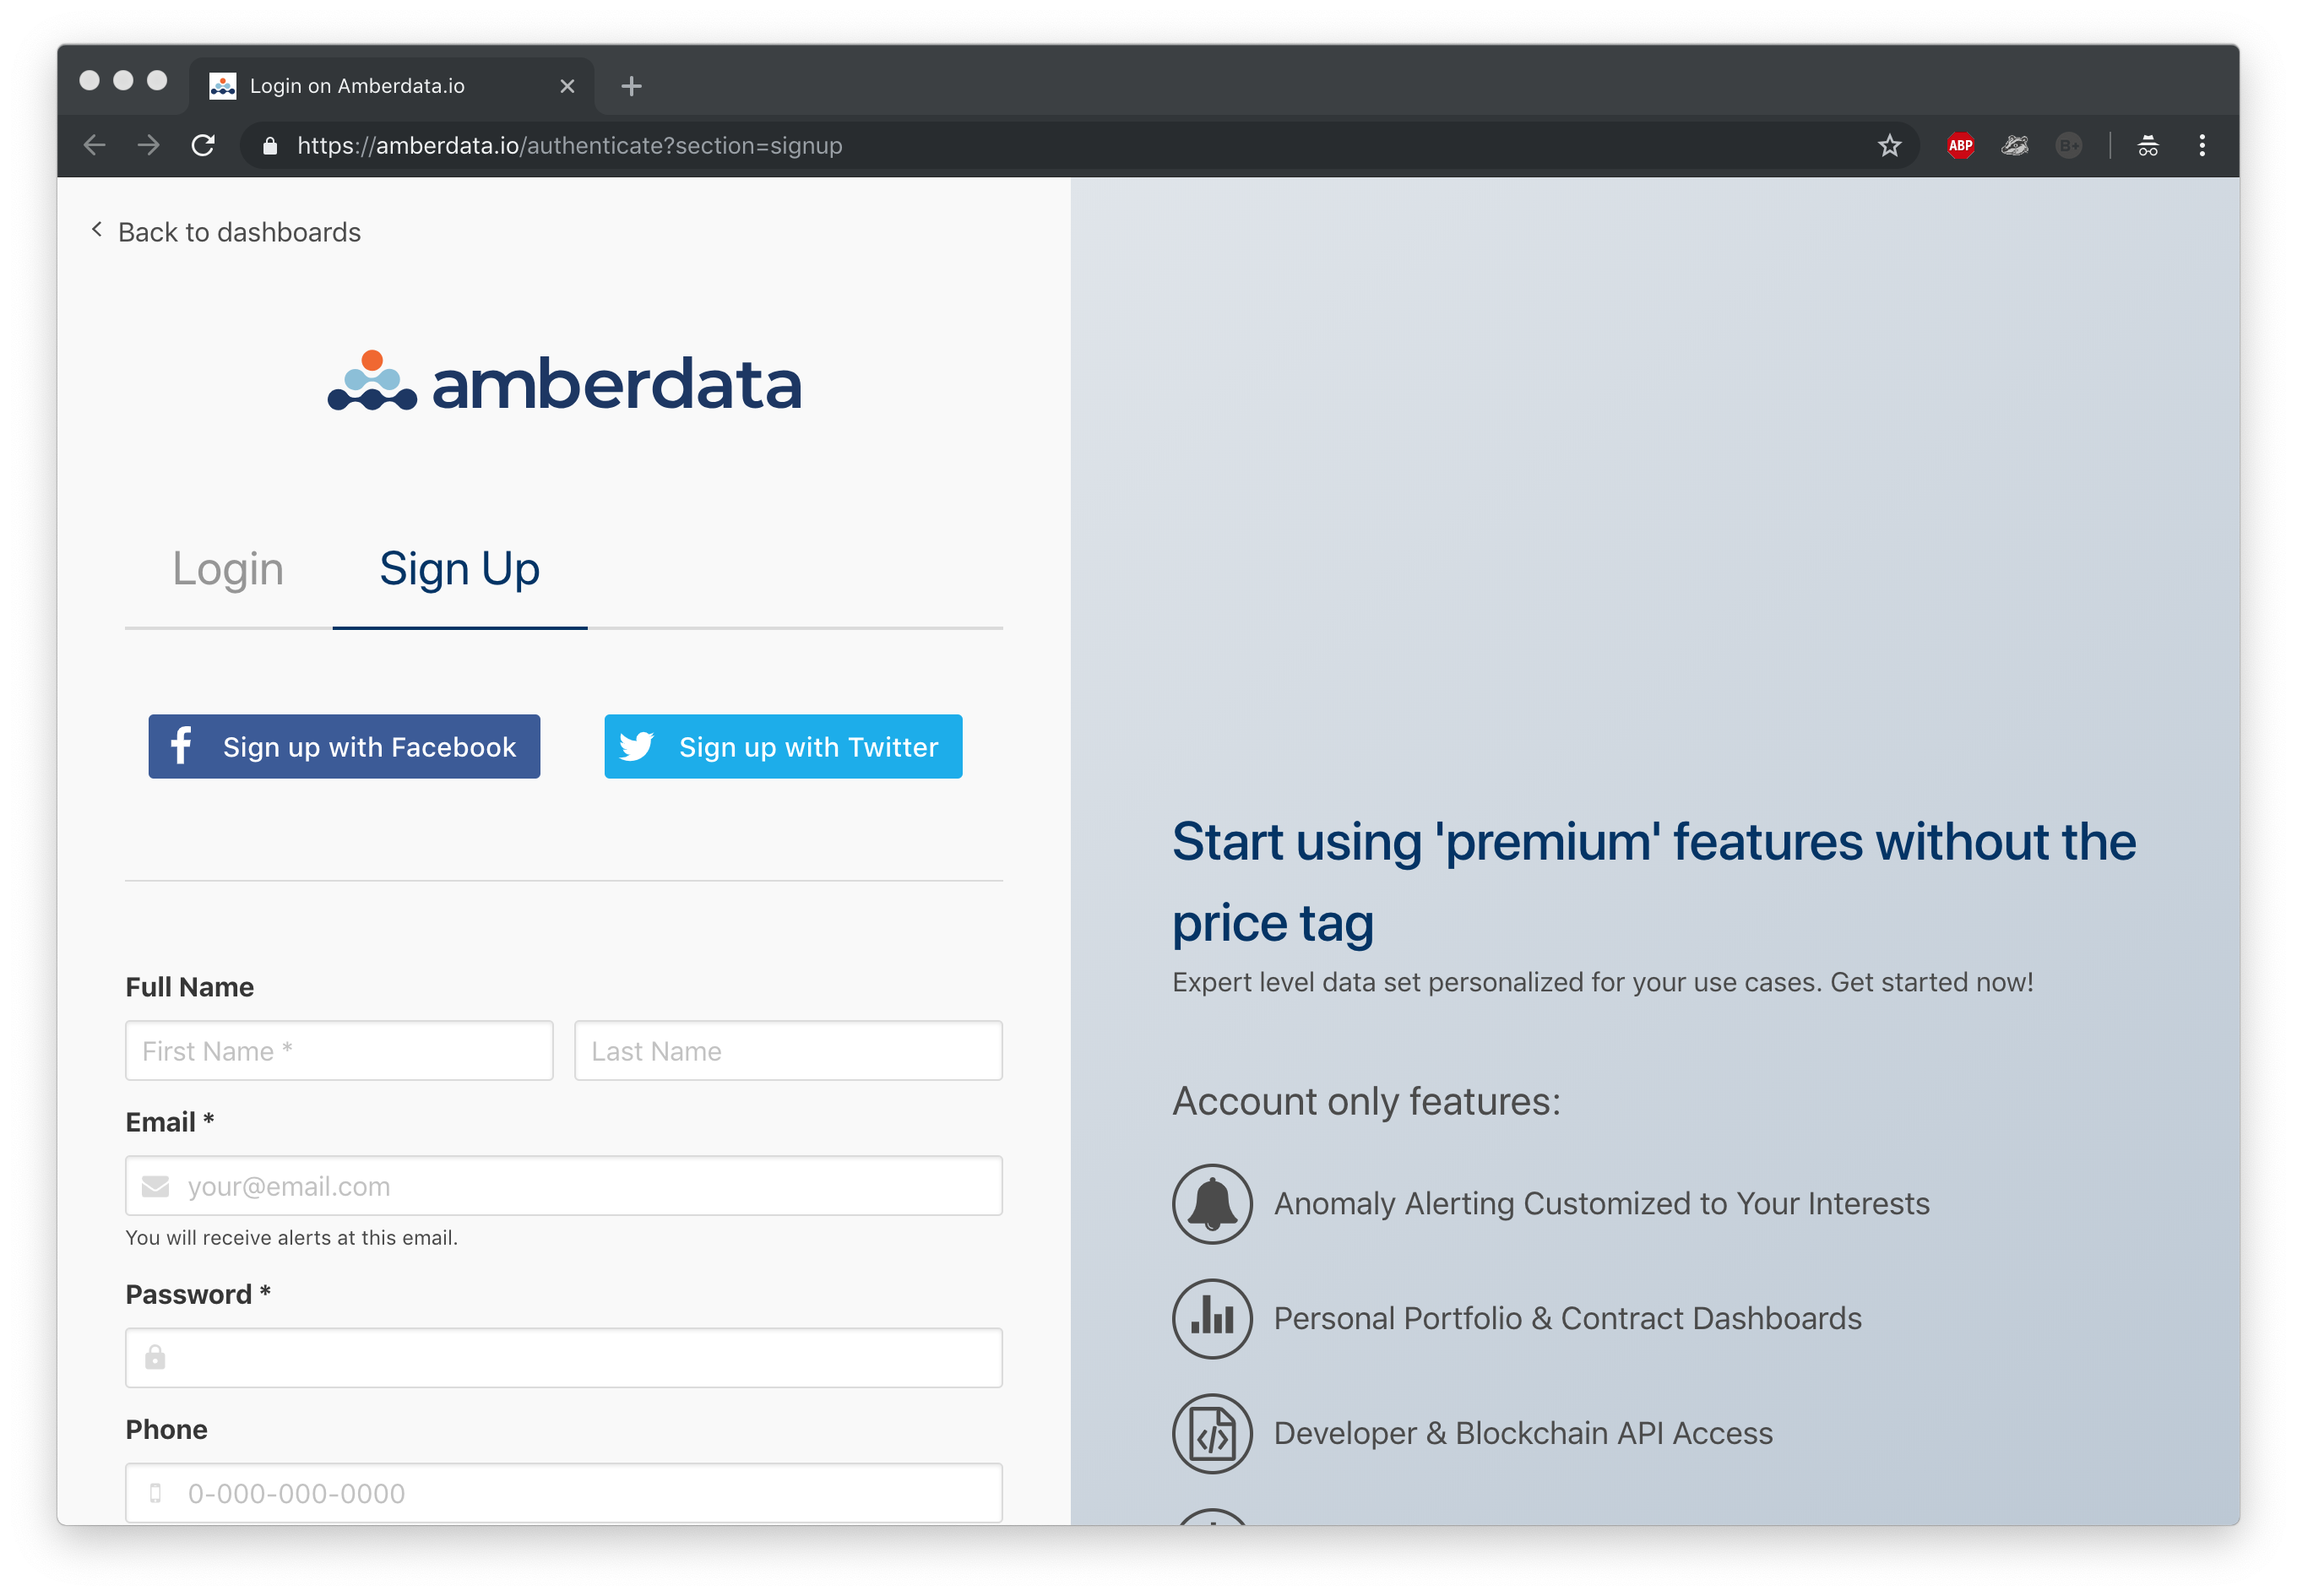 Login on Amberdata.io
https://amberdata.io/authenticate?section=signup
ABP
B+
Back to dashboards
amberdata
Login
Sign Up
Sign up with Facebook
Sign up with Twitter
Full Name
First Name *
Last Name
Email *
your@email.com
You will receive alerts at this email.
Password *
Phone
0-000-000-0000
Start using 'premium' features without the
price tag
Expert level data set personalized for your use cases. Get started now!
Account only features:
Anomaly Alerting Customized to Your Interests
Personal Portfolio & Contract Dashboards
Developer & Blockchain API Access